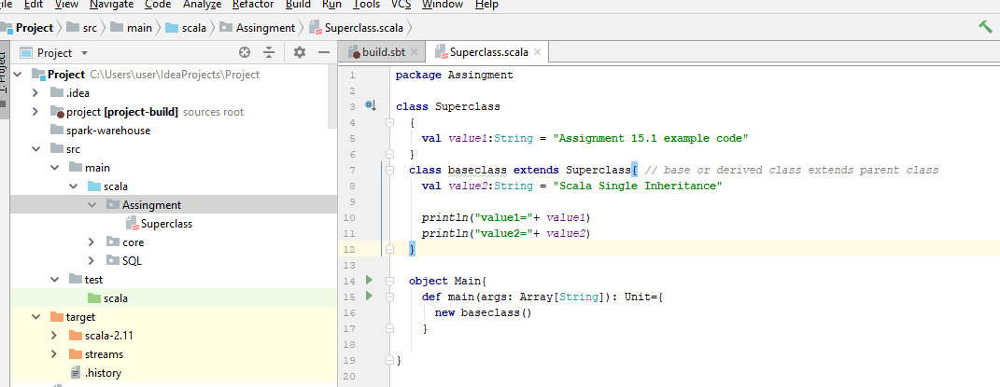 File Edit View Navigate Code Analyze Refactor Build Run Tools VCS Window Help
Project src main scala Assingment Superclass.scala
1: Project
Project
build.sbt
Superclass.scala
Project C:\Users\user\IdeaProjects\Project
.idea
project [project-build] sources root
spark-warehouse
src
main
scala
Assingment
Superclass
core
SQL
test
scala
target
scala-2.11
streams
.history
1 package Assingment
2
3 class Superclass
4 {
5 val value1:String = "Assignment 15.1 example code"
6 }
7 class baseclass extends Superclass{ // base or derived class extends parent class
8 val value2:String = "Scala Single Inheritance"
9
10 println("value1="+ value1)
11 println("value2="+ value2)
12 }
13
14 object Main{
15 def main(args: Array[String]): Unit={
16 new baseclass()
17 }
18
19 }
20